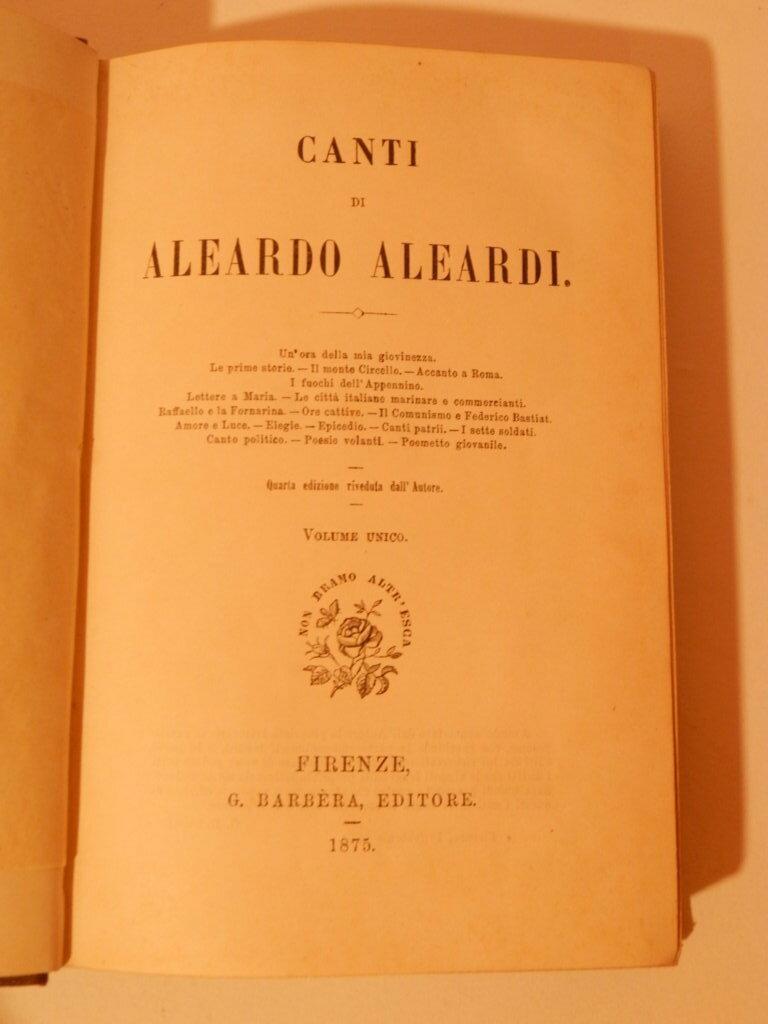 CANTI
DI
ALEARDO ALEARDI.
Un'ora della mia giovinezza.
Le prime storie. — Il monte Circello. — Accanto a Roma.
I fuochi dell'Appennino.
Lettere a Maria. — Le città italiane marinare e commercianti.
Raffaello e la Fornarina. — Ore cattive. — Il Comunismo e Federico Bastiat.
Amore e Luce. — Elegie. — Epicedio. — Canti patrii. — I sette soldati.
Canto politico. — Poesie volanti. — Poemetto giovanile.
Quarta edizione riveduta dall'Autore.
VOLUME UNICO.
NON BRAMO ALTR' ESCA
FIRENZE,
G. BARBÈRA, EDITORE.
1875.